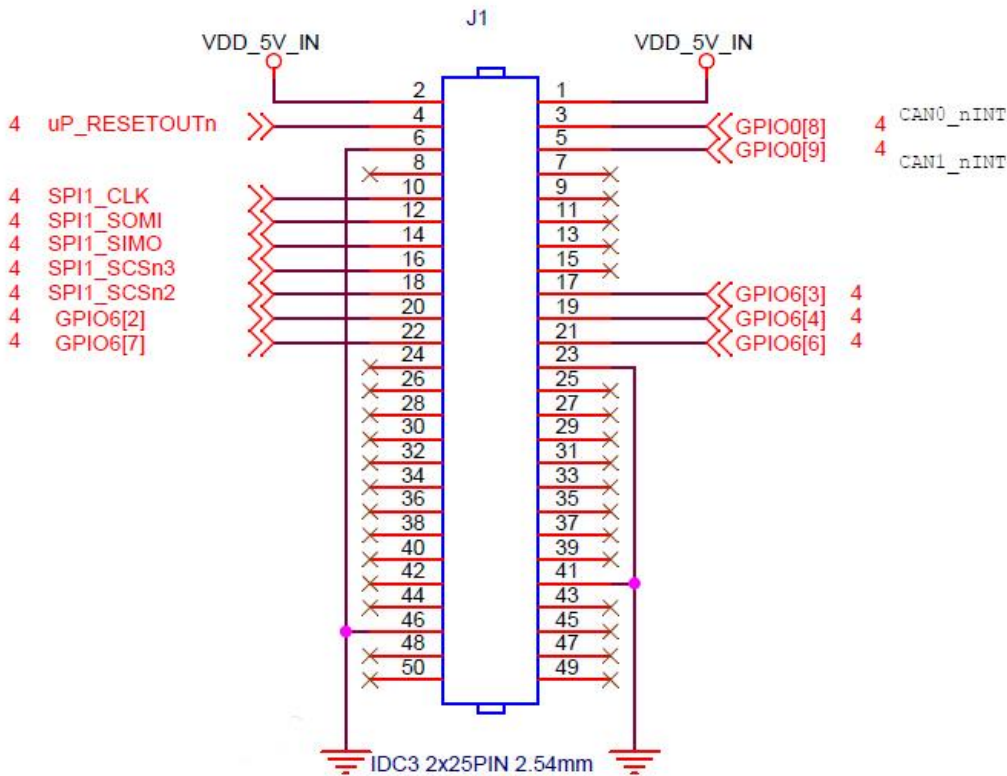 J1
VDD_5V_IN VDD_5V_IN
2 1
4 uP_RESETOUTn 4 3 GPIO0[8] 4 CAN0_nINT
6 5 GPIO0[9] 4 CAN1_nINT
8 7
4 SPI1_CLK 10 9
4 SPI1_SOMI 12 11
4 SPI1_SIMO 14 13
4 SPI1_SCSn3 16 15
4 SPI1_SCSn2 18 17 GPIO6[3] 4
4 GPIO6[2] 20 19 GPIO6[4] 4
4 GPIO6[7] 22 21 GPIO6[6] 4
24 23
26 25
28 27
30 29
32 31
34 33
36 35
38 37
40 39
42 41
44 43
46 45
48 47
50 49
IDC3 2x25PIN 2.54mm